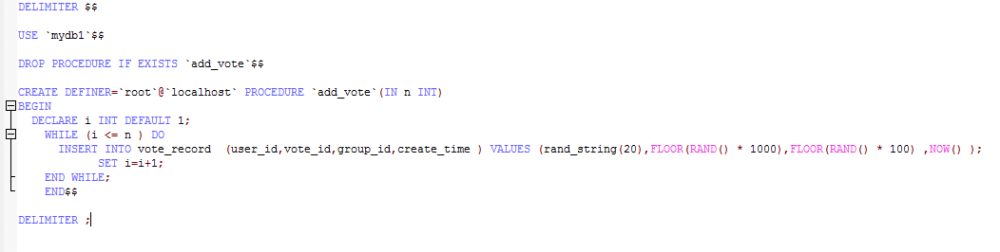 DELIMITER $$
USE `mydb1`$$
DROP PROCEDURE IF EXISTS `add_vote`$$
CREATE DEFINER=`root`@`localhost` PROCEDURE `add_vote`(IN n INT)
BEGIN
DECLARE i INT DEFAULT 1;
WHILE (i <= n ) DO
INSERT INTO vote_record  (user_id,vote_id,group_id,create_time ) VALUES (rand_string(20),FLOOR(RAND() * 1000),FLOOR(RAND() * 100) ,NOW() );
SET i=i+1;
END WHILE;
END$$
DELIMITER ;